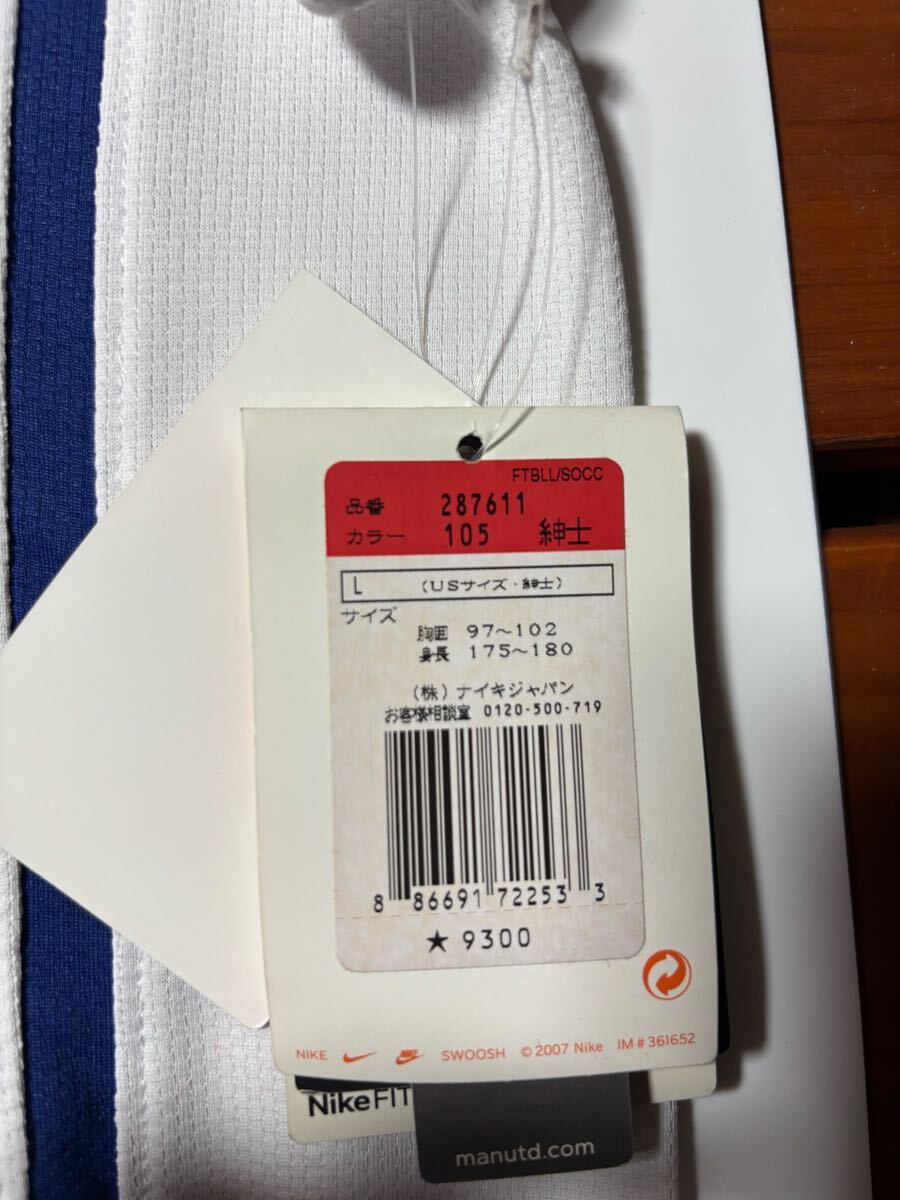 FTBLL/SOCC
品番 287611
カラー 105 紳士
L (USサイズ・紳士)
サイズ
胸囲 97〜102
身長 175〜180
(株)ナイキジャパン
お客様相談室 0120-500-719
8 86691 72253 3
★ 9300
NIKE NIKE SWOOSH © 2007 Nike IM # 361652
NikeFIT
manutd.com